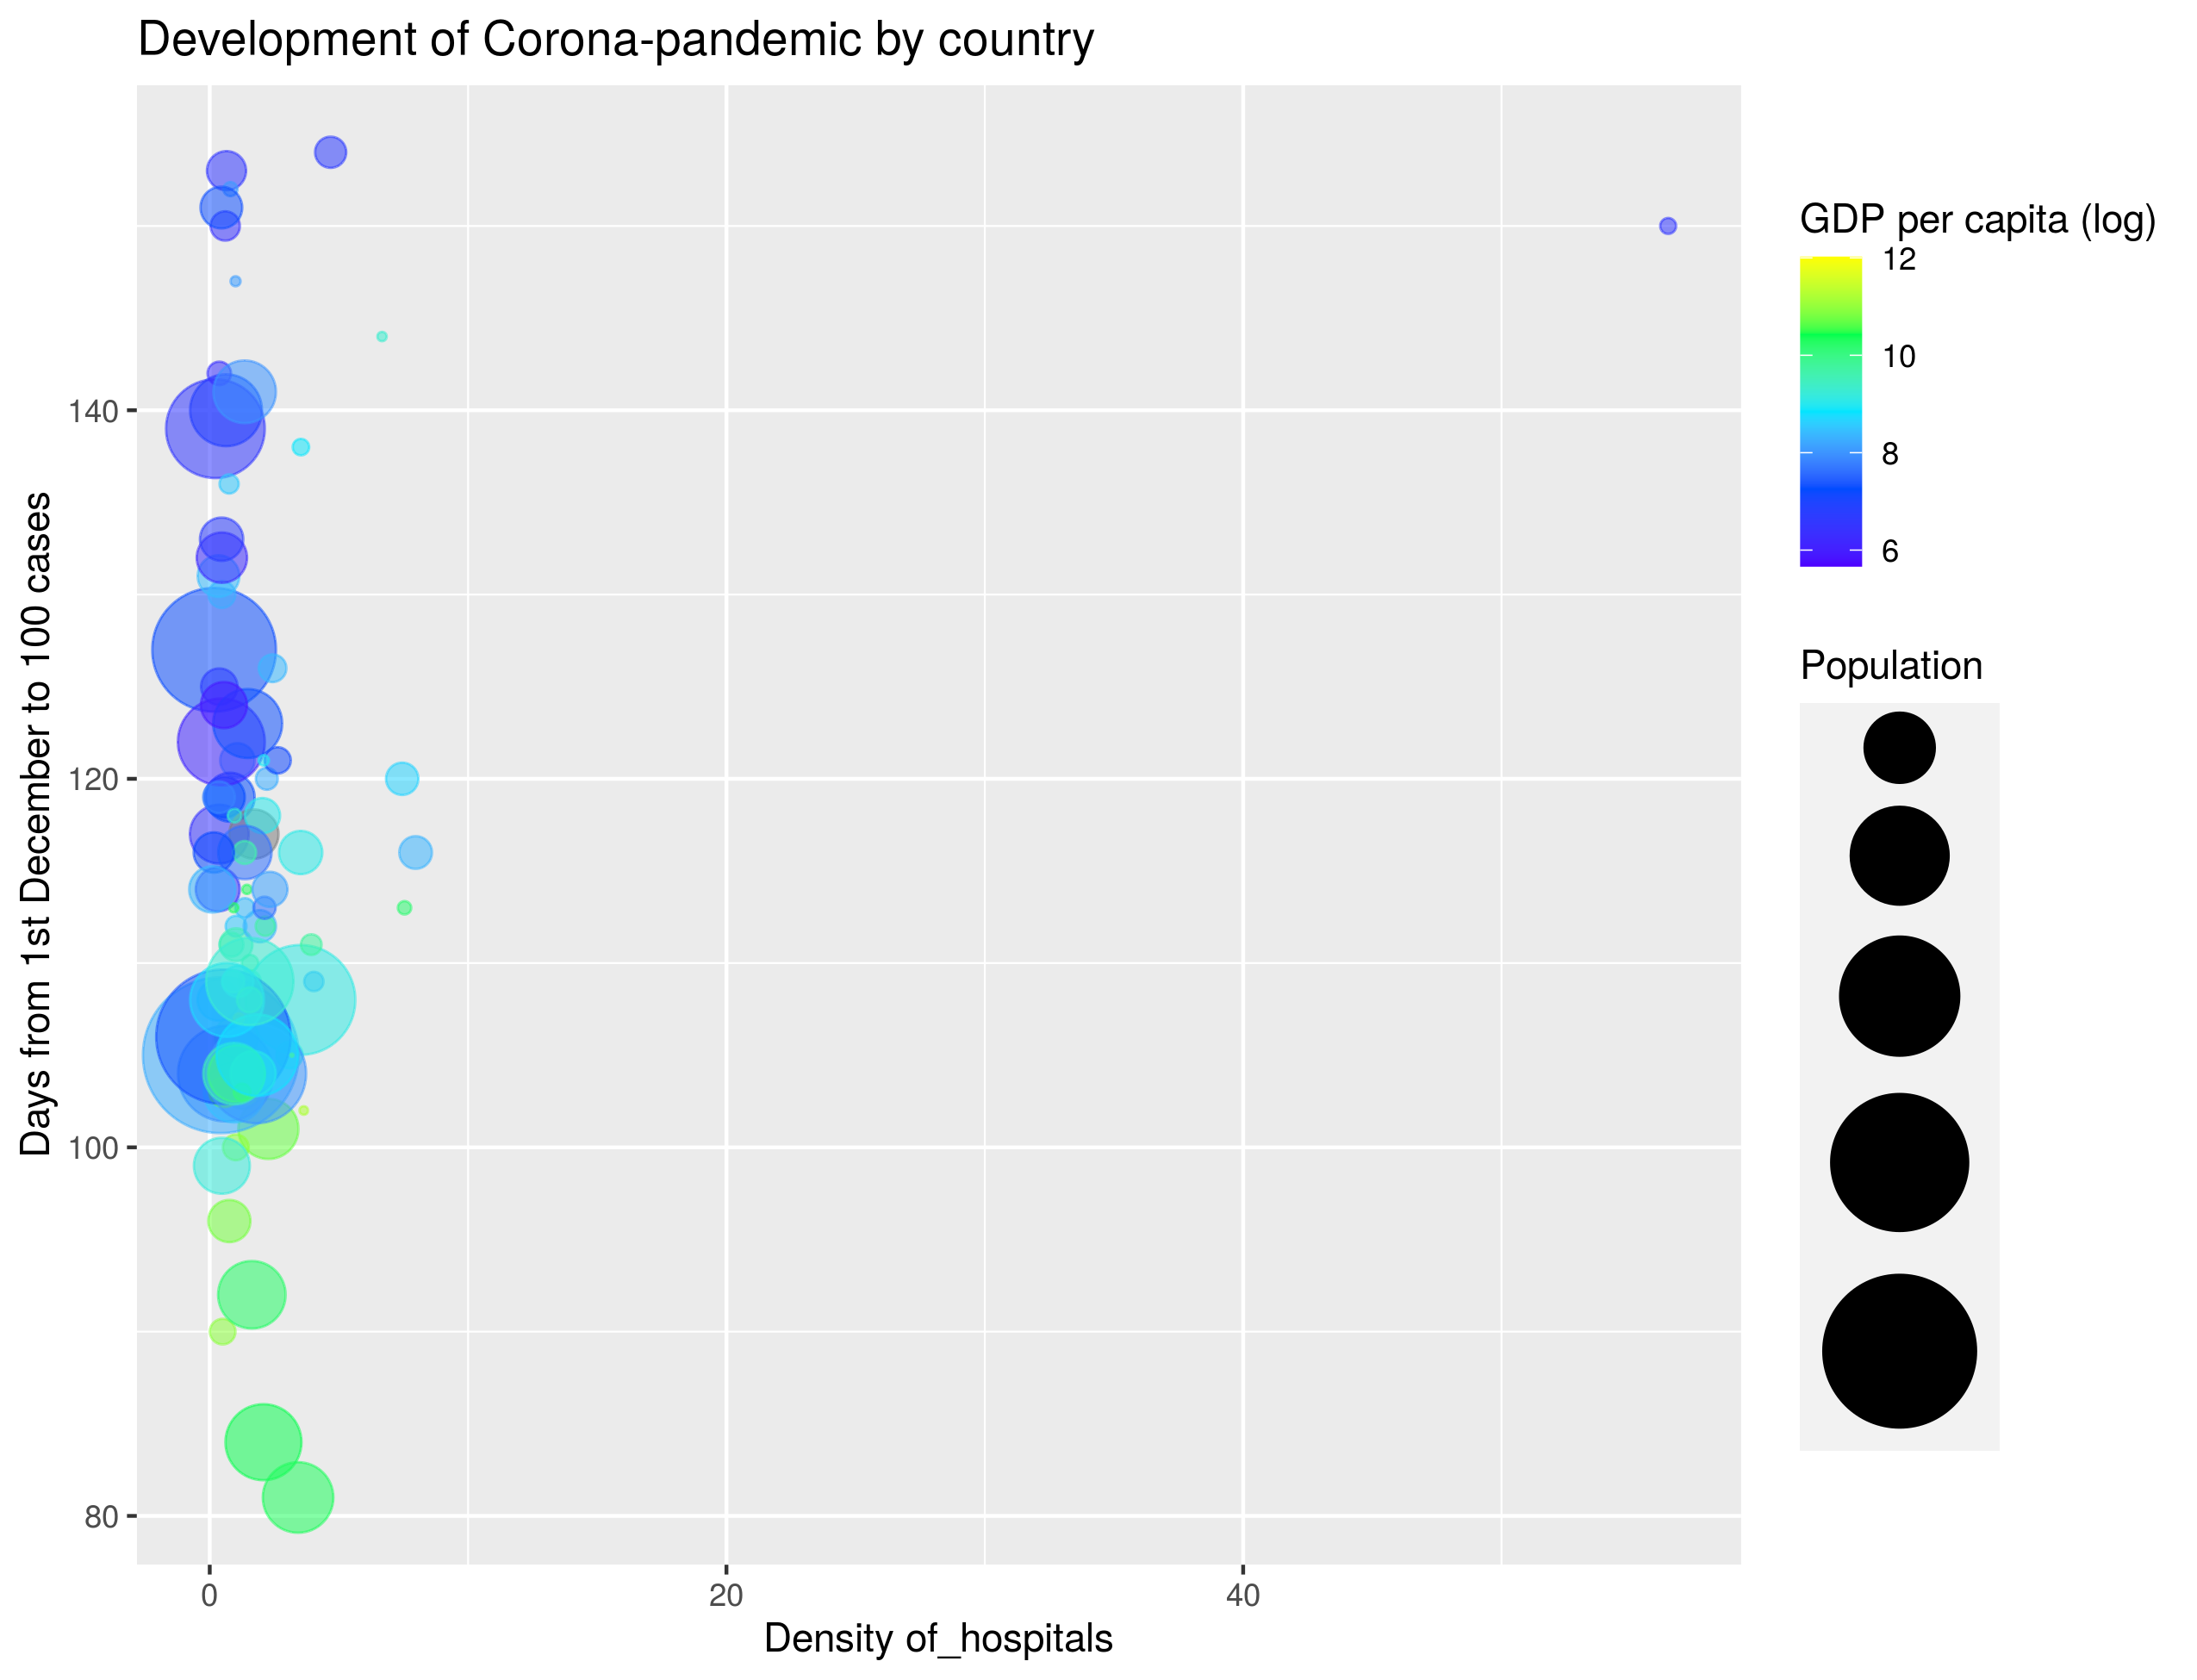 Development of Corona-pandemic by country
Days from 1st December to 100 cases
140
120
100
80
0
20
40
Density of_hospitals
GDP per capita (log)
12
10
8
6
Population